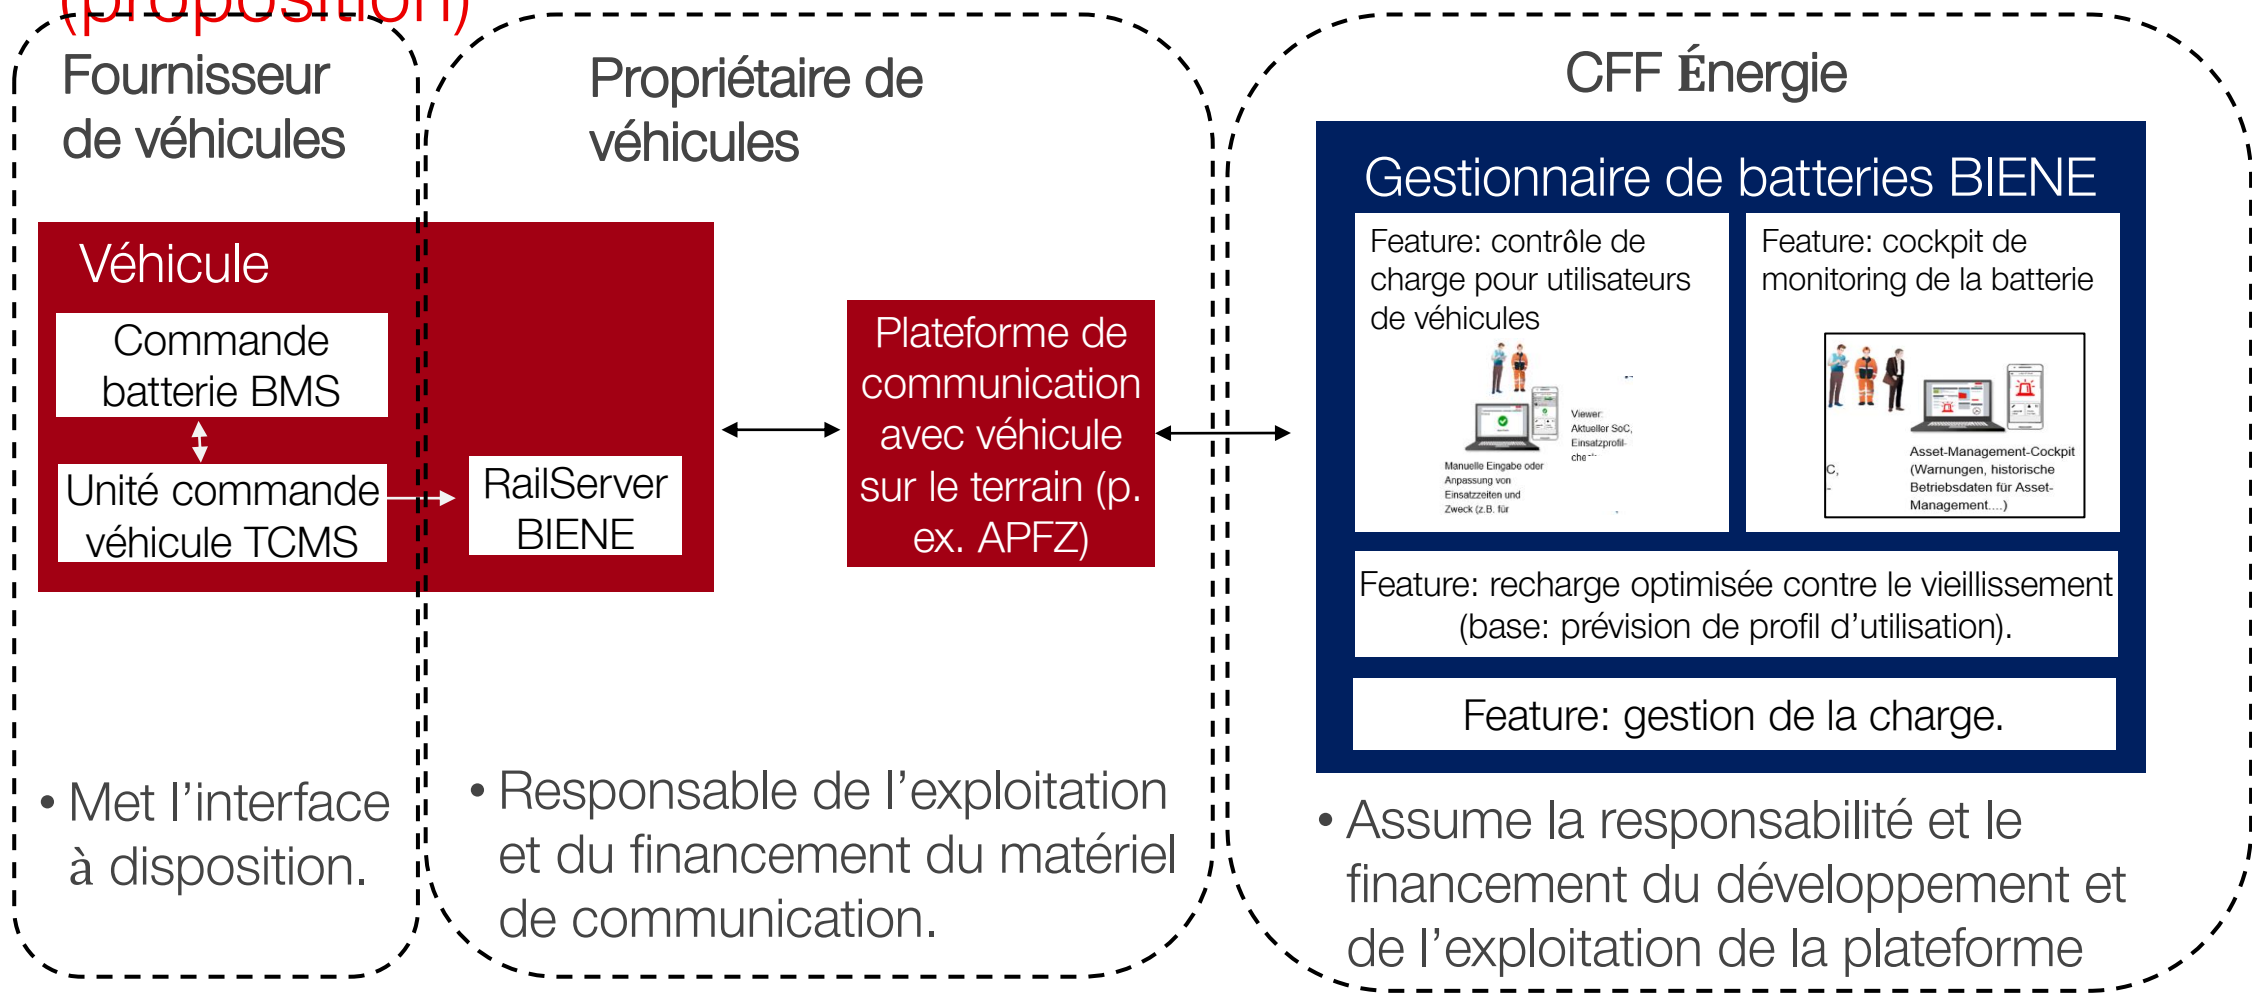 (proposition)
Fournisseur
de véhicules
Véhicule
Commande
batterie BMS
Unité commande
véhicule TCMS
• Met l’interface
à disposition.
Propriétaire de
véhicules
RailServer
BIENE
Plateforme de
communication
avec véhicule
sur le terrain (p.
ex. APFZ)
• Responsable de l’exploitation
et du financement du matériel
de communication.
CFF Énergie
Gestionnaire de batteries BIENE
Feature: contrôle de
charge pour utilisateurs
de véhicules
Viewer:
Aktueller SoC,
Einsatzprofil-
Manuelle Eingabe oder
Anpassung von
Einsatzzeiten und
Zweck (z.B. für
Feature: cockpit de
monitoring de la batterie
C,
-
Asset-Management-Cockpit
(Warnungen, historische
Betriebsdaten für Asset-
Management....)
Feature: recharge optimisée contre le vieillissement
(base: prévision de profil d’utilisation).
Feature: gestion de la charge.
• Assume la responsabilité et le
financement du développement et
de l’exploitation de la plateforme